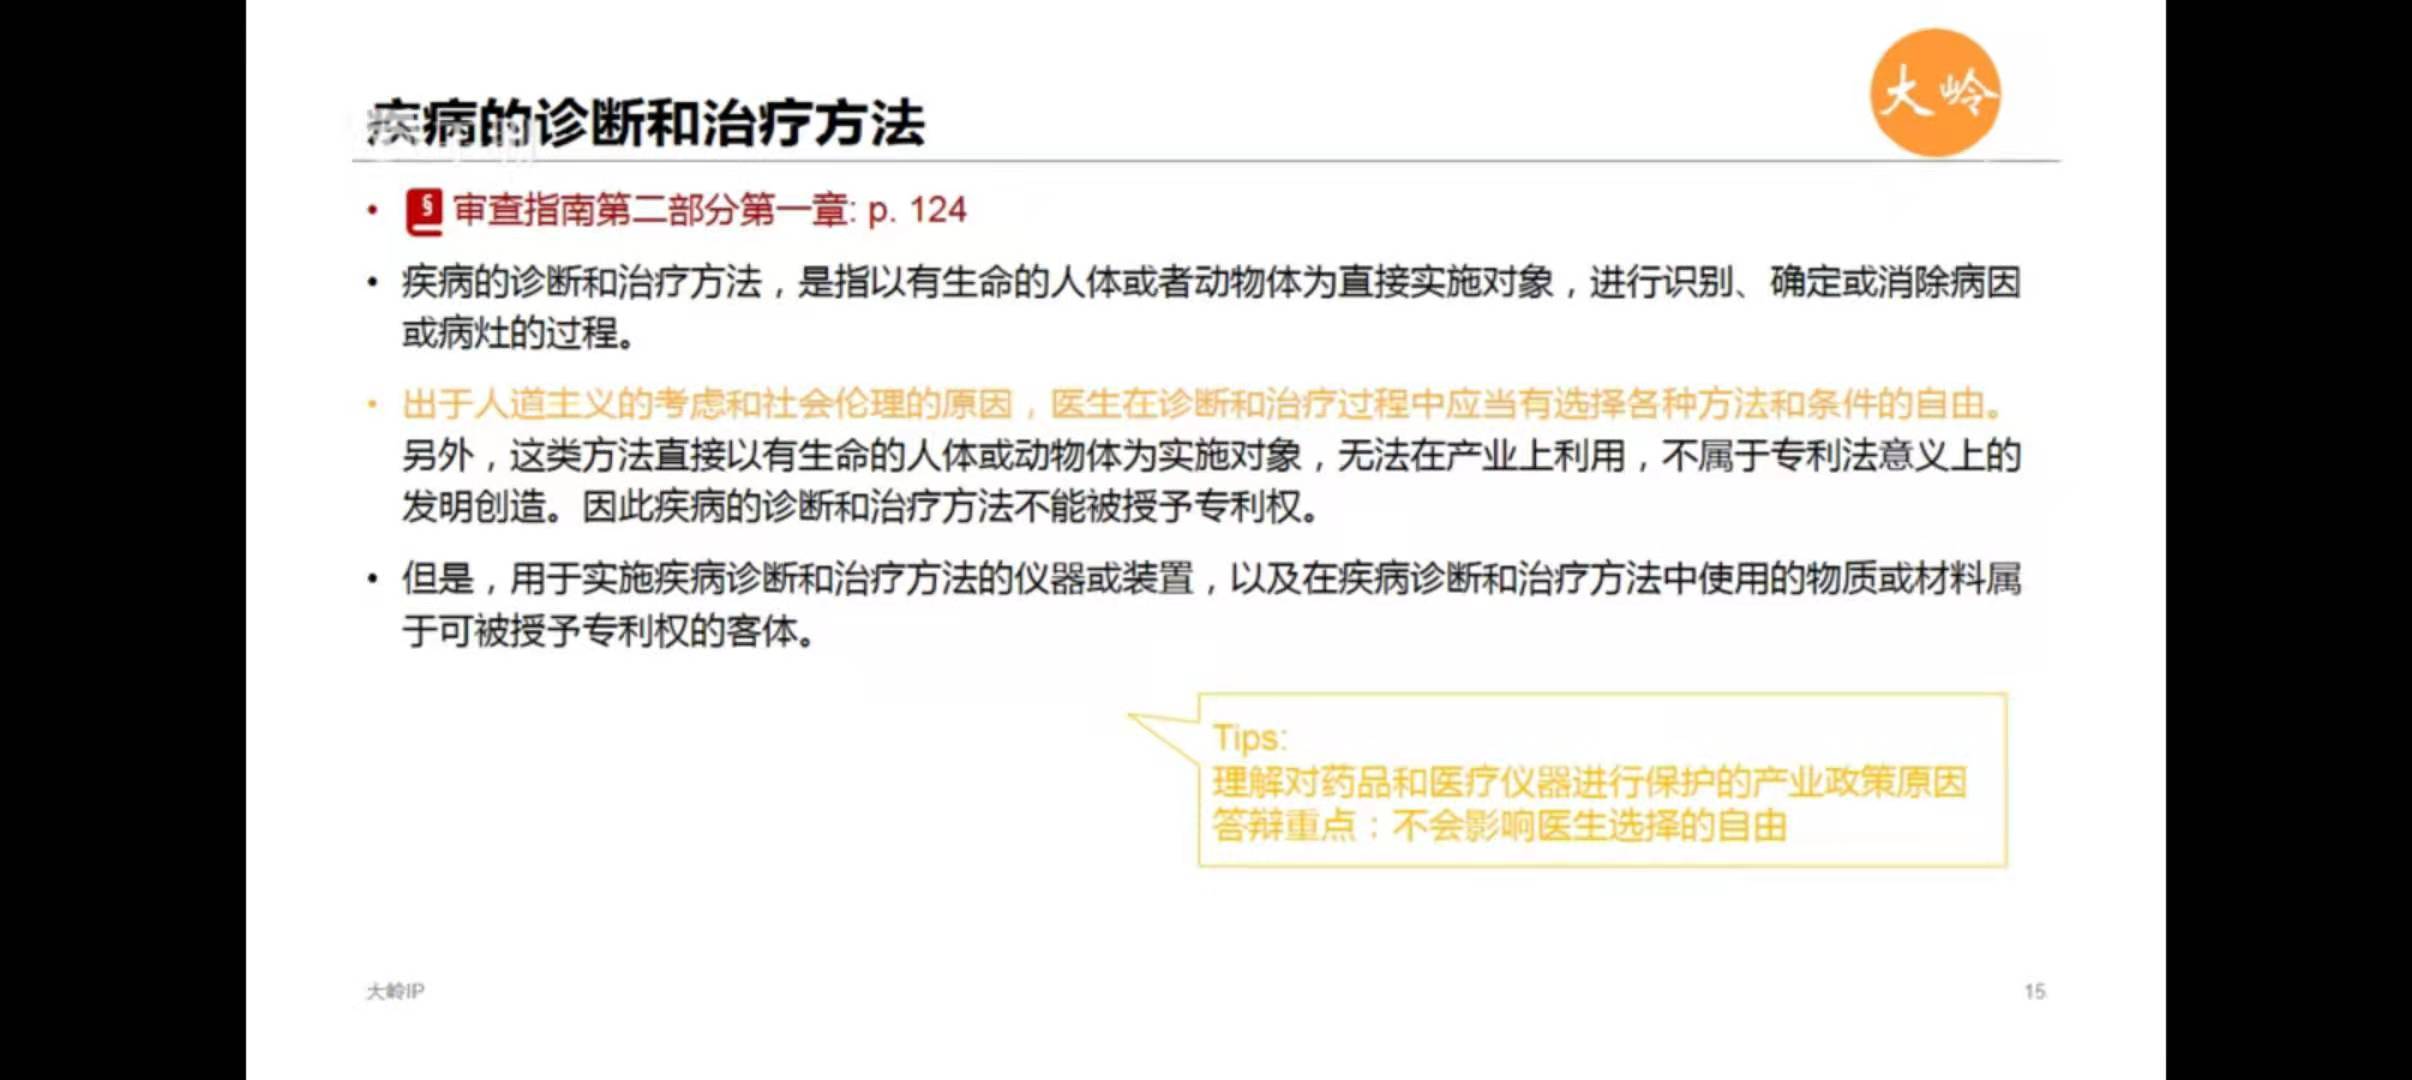 大岭
疾病的诊断和治疗方法
• § 审查指南第二部分第一章: p. 124
• 疾病的诊断和治疗方法，是指以有生命的人体或者动物体为直接实施对象，进行识别、确定或消除病因
或病灶的过程。
• 出于人道主义的考虑和社会伦理的原因，医生在诊断和治疗过程中应当有选择各种方法和条件的自由。
另外，这类方法直接以有生命的人体或动物体为实施对象，无法在产业上利用，不属于专利法意义上的
发明创造。因此疾病的诊断和治疗方法不能被授予专利权。
• 但是，用于实施疾病诊断和治疗方法的仪器或装置，以及在疾病诊断和治疗方法中使用的物质或材料属
于可被授予专利权的客体。
Tips:
理解对药品和医疗仪器进行保护的产业政策原因
答辩重点：不会影响医生选择的自由
大岭IP
15